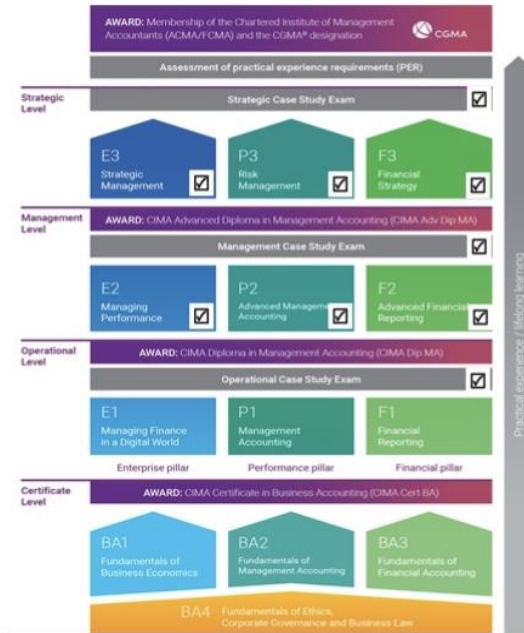 AWARD: Membership of the Chartered Institute of Management
Accountants (ACMA/FCMA) and the CGMA® designation
CGMA®
Assessment of practical experience requirements (PER)
Strategic
Level
Strategic Case Study Exam
E3
Strategic
Management
P3
Risk
Management
F3
Financial
Strategy
Management
Level
AWARD: CIMA Advanced Diploma in Management Accounting (CIMA Adv Dip MA)
Management Case Study Exam
E2
Managing
Performance
P2
Advanced Manageme
Accounting
F2
Advanced Financial
Reporting
Operational
Level
AWARD: CIMA Diploma in Management Accounting (CIMA Dip MA)
Operational Case Study Exam
E1
Managing Finance
in a Digital World
P1
Management
Accounting
F1
Financial
Reporting
Enterprise pillar
Performance pillar
Financial pillar
Certificate
Level
AWARD: CIMA Certificate in Business Accounting (CIMA Cert BA)
BA1
Fundamentals of
Business Economics
BA2
Fundamentals of
Management Accounting
BA3
Fundamentals of
Financial Accounting
BA4
Fundamentals of Ethics,
Corporate Governance and Business Law
Practical experience / lifelong learning